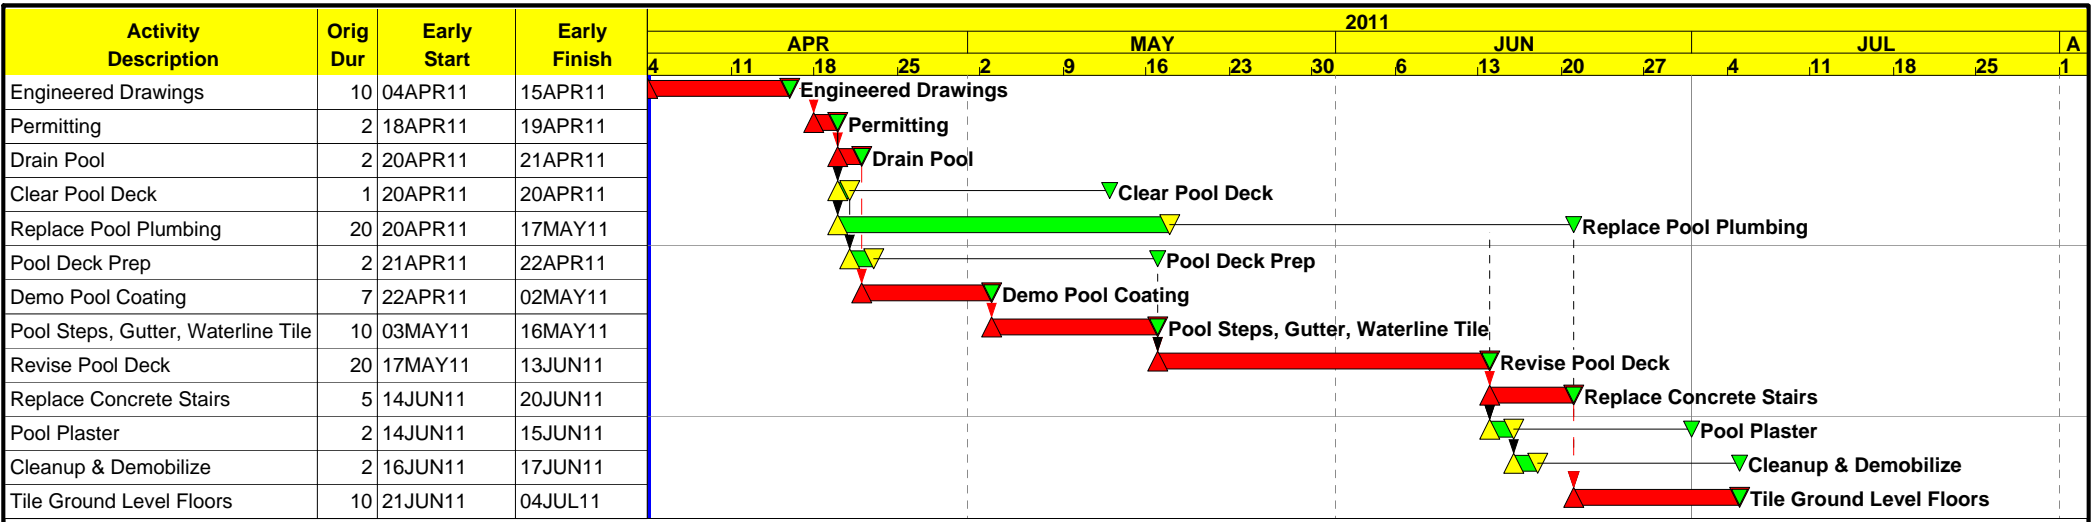 Activity Description Orig Dur Early Start Early Finish
2011
APR MAY JUN JUL A
4 11 18 25 2 9 16 23 30 6 13 20 27 4 11 18 25 1
Engineered Drawings 10 04APR11 15APR11 Engineered Drawings
Permitting 2 18APR11 19APR11 Permitting
Drain Pool 2 20APR11 21APR11 Drain Pool
Clear Pool Deck 1 20APR11 20APR11 Clear Pool Deck
Replace Pool Plumbing 20 20APR11 17MAY11 Replace Pool Plumbing
Pool Deck Prep 2 21APR11 22APR11 Pool Deck Prep
Demo Pool Coating 7 22APR11 02MAY11 Demo Pool Coating
Pool Steps, Gutter, Waterline Tile 10 03MAY11 16MAY11 Pool Steps, Gutter, Waterline Tile
Revise Pool Deck 20 17MAY11 13JUN11 Revise Pool Deck
Replace Concrete Stairs 5 14JUN11 20JUN11 Replace Concrete Stairs
Pool Plaster 2 14JUN11 15JUN11 Pool Plaster
Cleanup & Demobilize 2 16JUN11 17JUN11 Cleanup & Demobilize
Tile Ground Level Floors 10 21JUN11 04JUL11 Tile Ground Level Floors